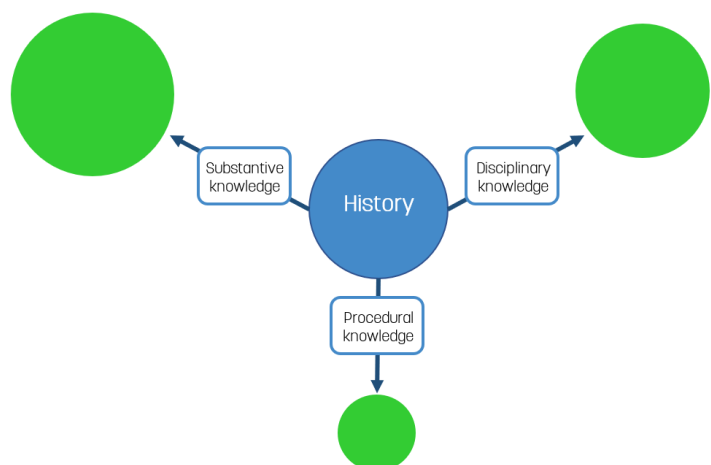 Substantive
knowledge
History
Disciplinary
knowledge
Procedural
knowledge